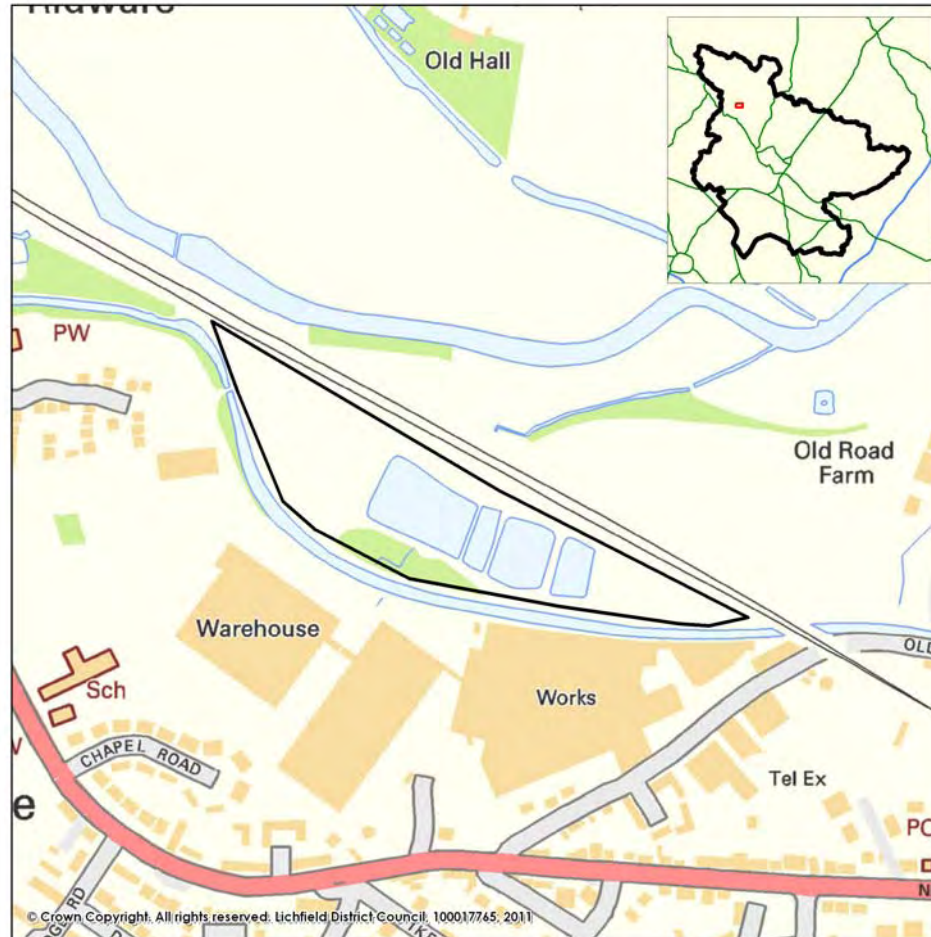 Ridware
Old Hall
PW
Old Road
Farm
Warehouse
OLD
Works
Sch
CHAPEL ROAD
Tel Ex
e
PO
N
© Crown Copyright. All rights reserved. Lichfield District Council. 100017765, 2011